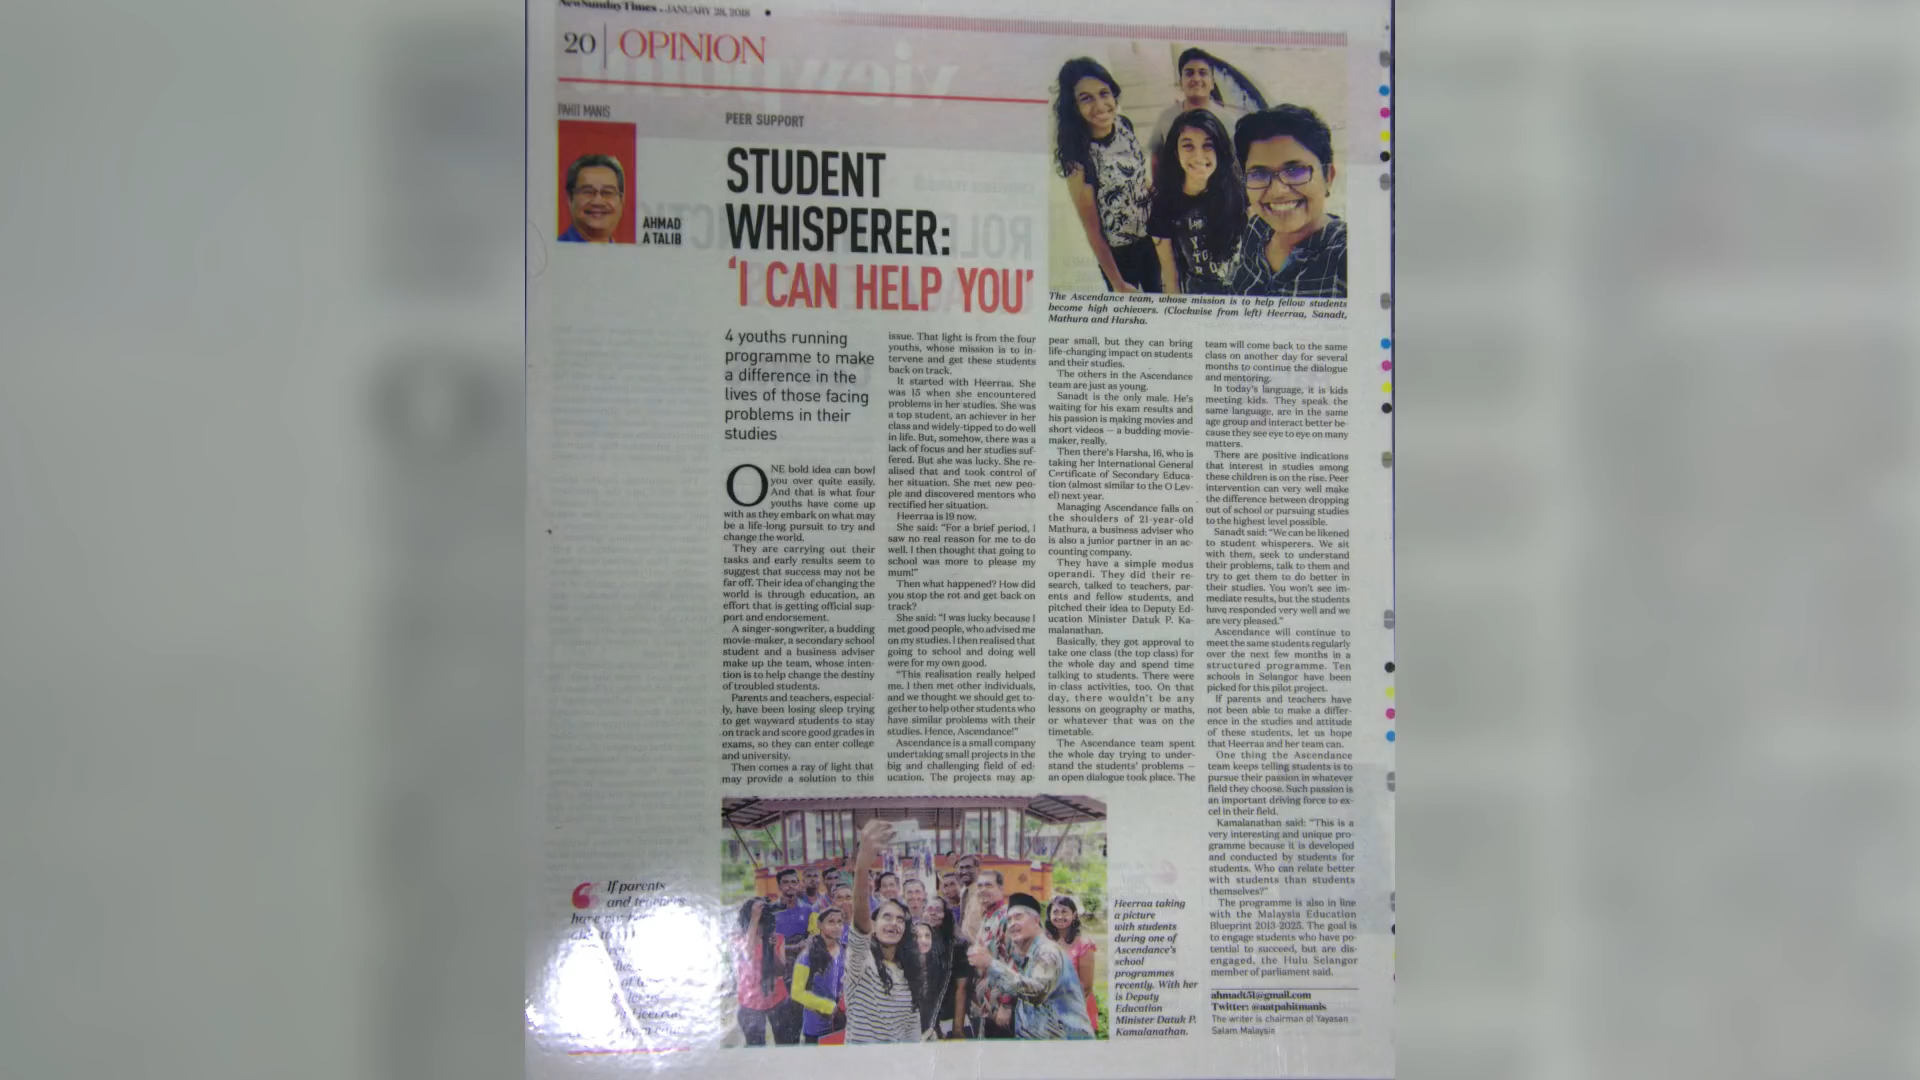 NewSundayTimes . JANUARY 28, 2018
20 OPINION
PAHIT MANIS
AHMAD
A TALIB
PEER SUPPORT
STUDENT
WHISPERER:
'I CAN HELP YOU'
The Ascendance team, whose mission is to help fellow students
become high achievers. (Clockwise from left) Heerraa, Sanadt,
Mathura and Harsha.
4 youths running
programme to make
a difference in the
lives of those facing
problems in their
studies
ONE bold idea can bowl
you over quite easily.
And that is what four
youths have come up
with as they embark on what may
be a life-long pursuit to try and
change the world.
They are carrying out their
tasks and early results seem to
suggest that success may not be
far off. Their idea of changing the
world is through education, an
effort that is getting official sup-
port and endorsement.
A singer-songwriter, a budding
movie-maker, a secondary school
student and a business adviser
make up the team, whose inten-
tion is to help change the destiny
of troubled students.
Parents and teachers, especial-
ly, have been losing sleep trying
to get wayward students to stay
on track and score good grades in
exams, so they can enter college
and university.
Then comes a ray of light that
may provide a solution to this
issue. That light is from the four
youths, whose mission is to in-
tervene and get these students
back on track.
It started with Heerraa. She
was 15 when she encountered
problems in her studies. She was
a top student, an achiever in her
class and widely-tipped to do well
in life. But, somehow, there was a
lack of focus and her studies suf-
fered. But she was lucky. She re-
alised that and took control of
her situation. She met new peo-
ple and discovered mentors who
rectified her situation.
Heerraa is 19 now.
She said: "For a brief period, I
saw no real reason for me to do
well. I then thought that going to
school was more to please my
mum!"
Then what happened? How did
you stop the rot and get back on
track?
She said: "I was lucky because I
met good people, who advised me
on my studies. I then realised that
going to school and doing well
were for my own good.
"This realisation really helped
me. I then met other individuals,
and we thought we should get to-
gether to help other students who
have similar problems with their
studies. Hence, Ascendance!"
Ascendance is a small company
undertaking small projects in the
big and challenging field of ed-
ucation. The projects may ap-
pear small, but they can bring
life-changing impact on students
and their studies.
The others in the Ascendance
team are just as young.
Sanadt is the only male. He's
waiting for his exam results and
his passion is making movies and
short videos — a budding movie-
maker, really.
Then there's Harsha, 16, who is
taking her International General
Certificate of Secondary Educa-
tion (almost similar to the O Lev-
el) next year.
Managing Ascendance falls on
the shoulders of 21-year-old
Mathura, a business adviser who
is also a junior partner in an ac-
counting company.
They have a simple modus
operandi. They did their re-
search, talked to teachers, par-
ents and fellow students, and
pitched their idea to Deputy Ed-
ucation Minister Datuk P. Ka-
malanathan.
Basically, they got approval to
take one class (the top class) for
the whole day and spend time
talking to students. There were
in-class activities, too. On that
day, there wouldn't be any
lessons on geography or maths,
or whatever that was on the
timetable.
The Ascendance team spent
the whole day trying to under-
stand the students' problems —
an open dialogue took place. The
team will come back to the same
class on another day for several
months to continue the dialogue
and mentoring.
In today's language, it is kids
meeting kids. They speak the
same language, are in the same
age group and interact better be-
cause they see eye to eye on many
matters.
There are positive indications
that interest in studies among
these children is on the rise. Peer
intervention can very well make
the difference between dropping
out of school or pursuing studies
to the highest level possible.
Sanadt said: "We can be likened
to student whisperers. We sit
with them, seek to understand
their problems, talk to them and
try to get them to do better in
their studies. You won't see im-
mediate results, but the students
have responded very well and we
are very pleased."
Ascendance will continue to
meet the same students regularly
over the next few months in a
structured programme. Ten
schools in Selangor have been
picked for this pilot project.
If parents and teachers have
not been able to make a differ-
ence in the studies and attitude
of these students, let us hope
that Heerraa and her team can.
One thing the Ascendance
team keeps telling students is to
pursue their passion in whatever
field they choose. Such passion is
an important driving force to ex-
cel in their field.
Kamalanathan said: "This is a
very interesting and unique pro-
gramme because it is developed
and conducted by students for
students. Who can relate better
with students than students
themselves?"
The programme is also in line
with the Malaysia Education
Blueprint 2013-2025. The goal is
to engage students who have po-
tential to succeed, but are dis-
engaged, the Hulu Selangor
member of parliament said.
ahmadt51@gmail.com
Twitter: @aatpahitmanis
The writer is chairman of Yayasan
Salam Malaysia
If parents
and teachers
have
Heerraa taking
a picture
with students
during one of
Ascendance's
school
programmes
recently. With her
is Deputy
Education
Minister Datuk P.
Kamalanathan.